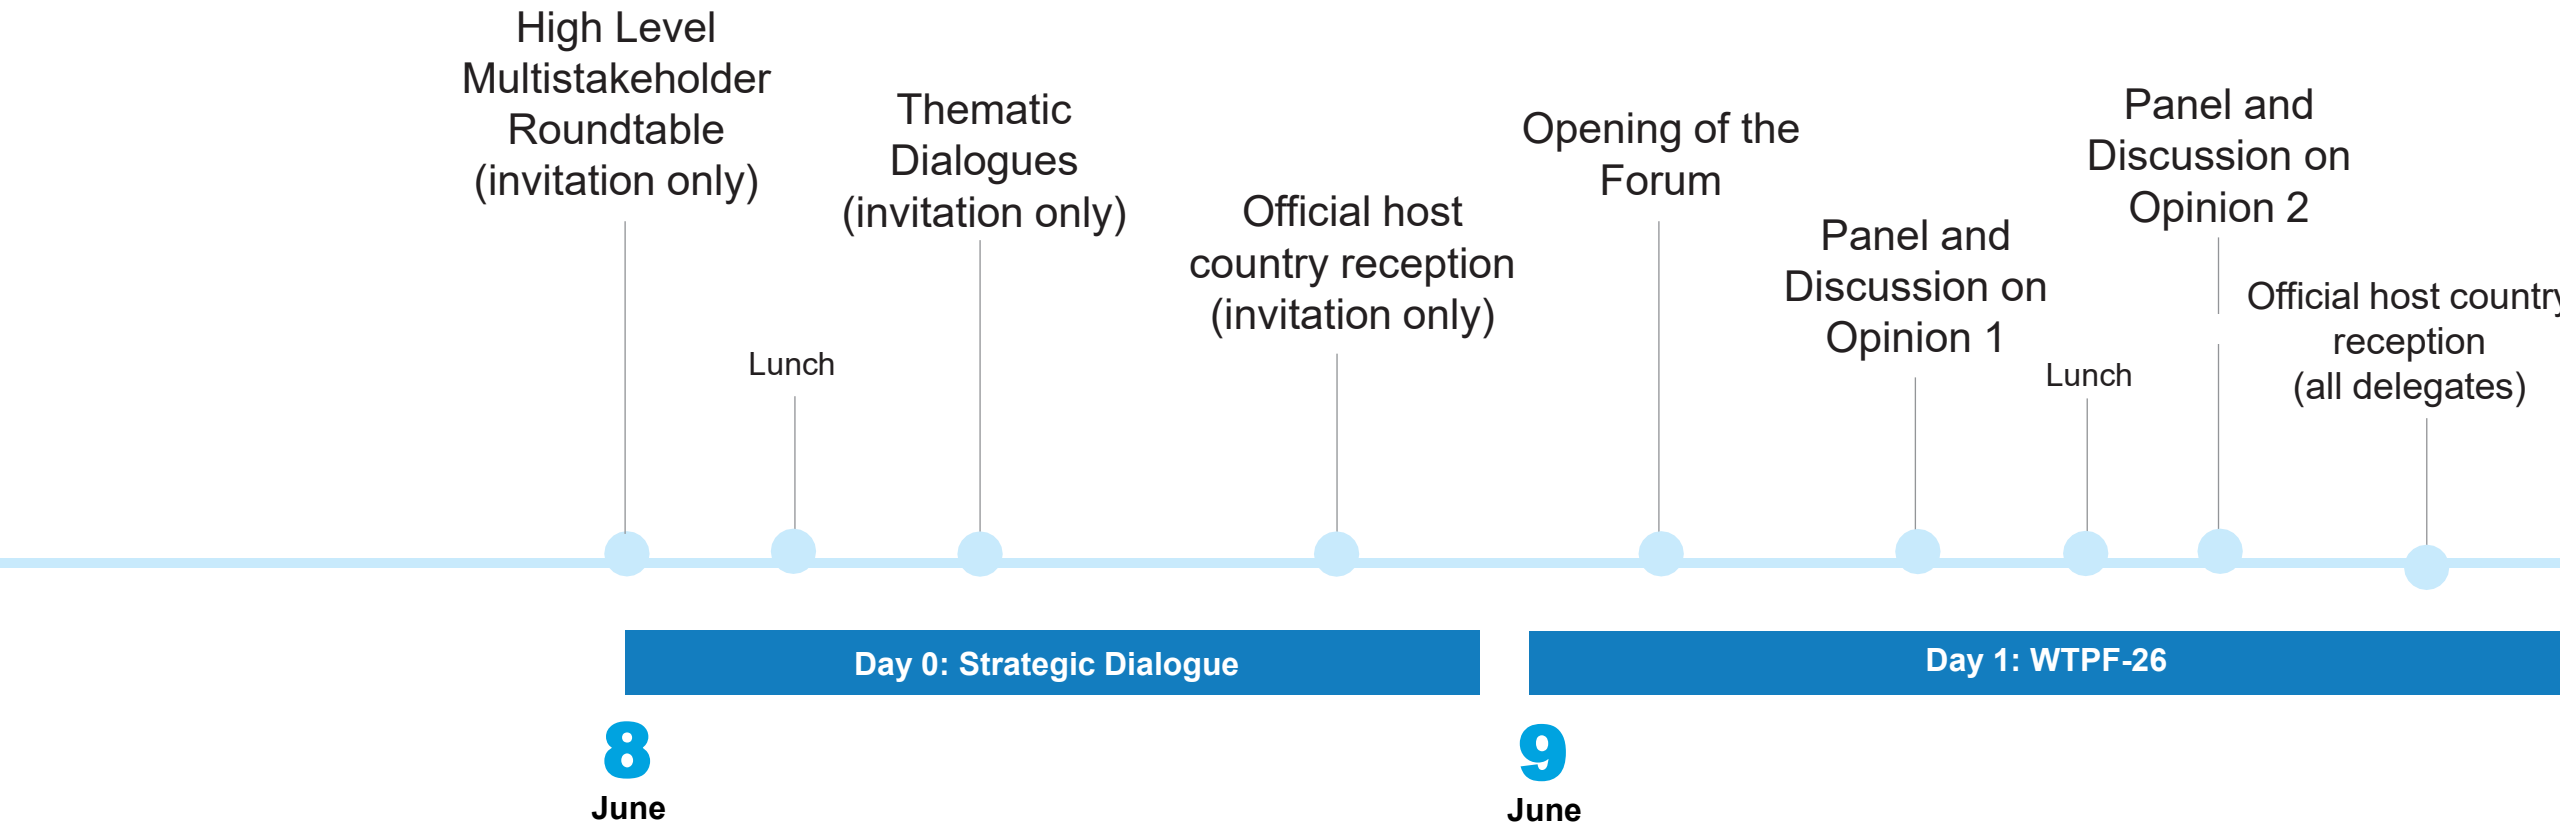 High Level
Multistakeholder
Roundtable
(invitation only)
Lunch
Thematic
Dialogues
(invitation only)
Official host
country reception
(invitation only)
Opening of the
Forum
Panel and
Discussion on
Opinion 1
Lunch
Panel and
Discussion on
Opinion 2
Official host country
reception
(all delegates)
Day 0: Strategic Dialogue
Day 1: WTPF-26
8
June
9
June